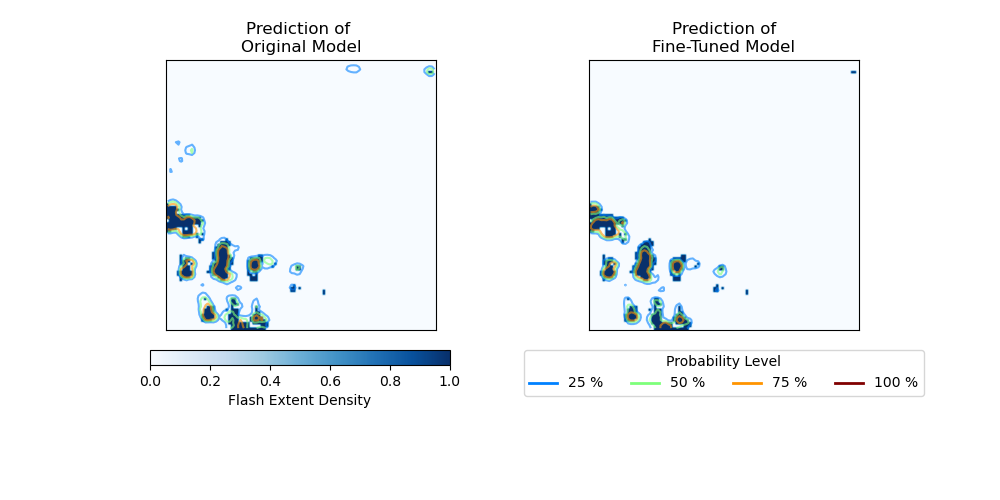 Prediction of
Original Model
Prediction of
Fine-Tuned Model
0.0 0.2 0.4 0.6 0.8 1.0
Flash Extent Density
Probability Level
25 % 50 % 75 % 100 %